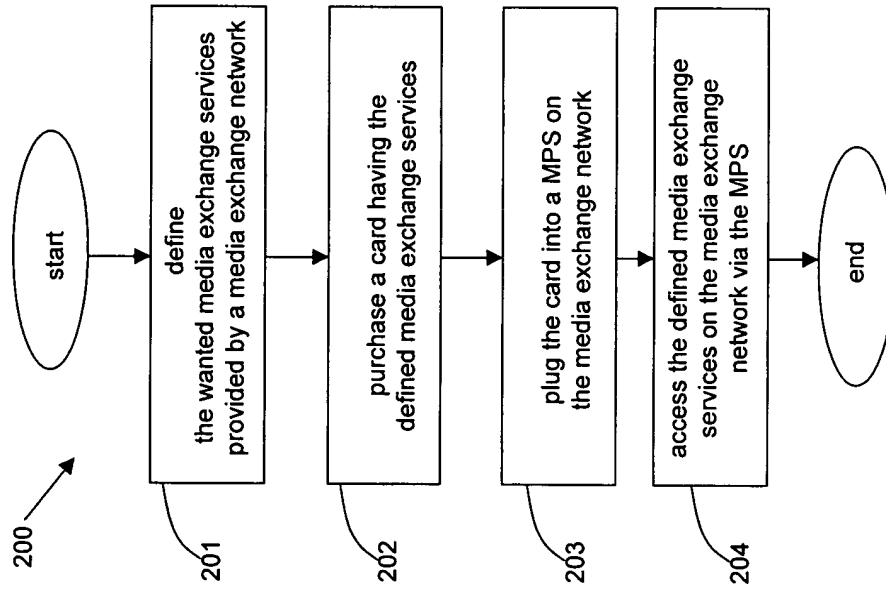 200
start
201
define
the wanted media exchange services
provided by a media exchange network
202
purchase a card having the
defined media exchange services
203
plug the card into a MPS on
the media exchange network
204
access the defined media exchange
services on the media exchange
network via the MPS
end